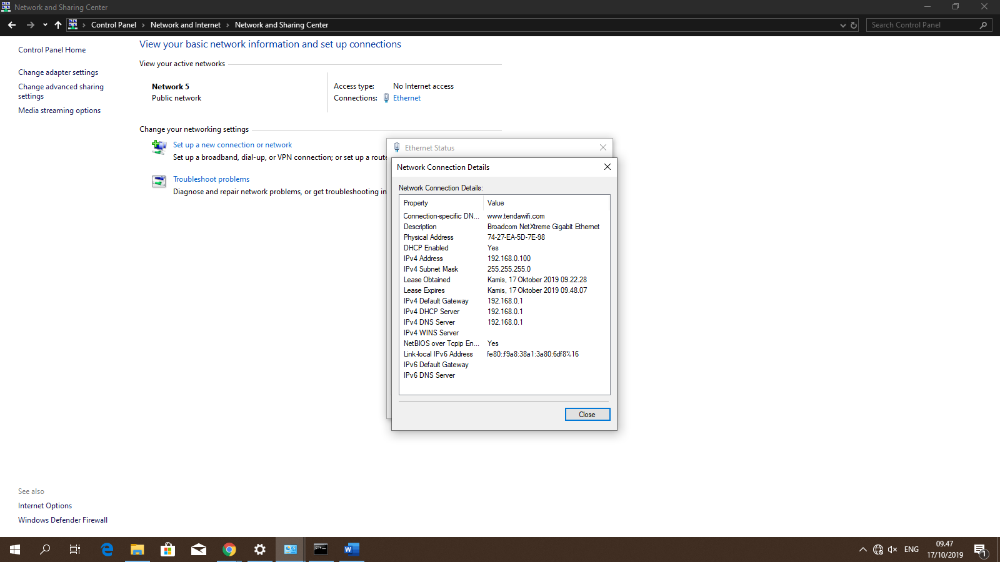 Network and Sharing Center
Control Panel > Network and Internet > Network and Sharing Center
Search Control Panel
Control Panel Home
Change adapter settings
Change advanced sharing
settings
Media streaming options
View your basic network information and set up connections
View your active networks
Network 5
Public network
Access type: No Internet access
Connections: Ethernet
Change your networking settings
Set up a new connection or network
Set up a broadband, dial-up, or VPN connection; or set up a route
Troubleshoot problems
Diagnose and repair network problems, or get troubleshooting in
Ethernet Status
Network Connection Details
Network Connection Details:
Property Value
Connection-specific DN... www.tendawifi.com
Description Broadcom NetXtreme Gigabit Ethernet
Physical Address 74-27-EA-5D-7E-98
DHCP Enabled Yes
IPv4 Address 192.168.0.100
IPv4 Subnet Mask 255.255.255.0
Lease Obtained Kamis, 17 Oktober 2019 09.22.28
Lease Expires Kamis, 17 Oktober 2019 09.48.07
IPv4 Default Gateway 192.168.0.1
IPv4 DHCP Server 192.168.0.1
IPv4 DNS Server 192.168.0.1
IPv4 WINS Server
NetBIOS over Tcpip En... Yes
Link-local IPv6 Address fe80::f9a8:38a1:3a80:6df8%16
IPv6 Default Gateway
IPv6 DNS Server
Close
See also
Internet Options
Windows Defender Firewall
ENG
09.47
17/10/2019
1